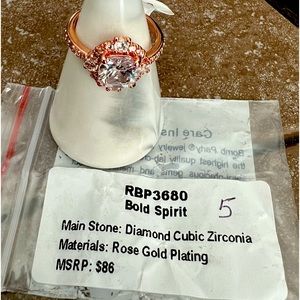 Care Ins
Bomb Party® jewelry
the highest quality lab-c
precious gems and
RBP3680
Bold Spirit
5
Main Stone: Diamond Cubic Zirconia
Materials: Rose Gold Plating
MSRP: $86